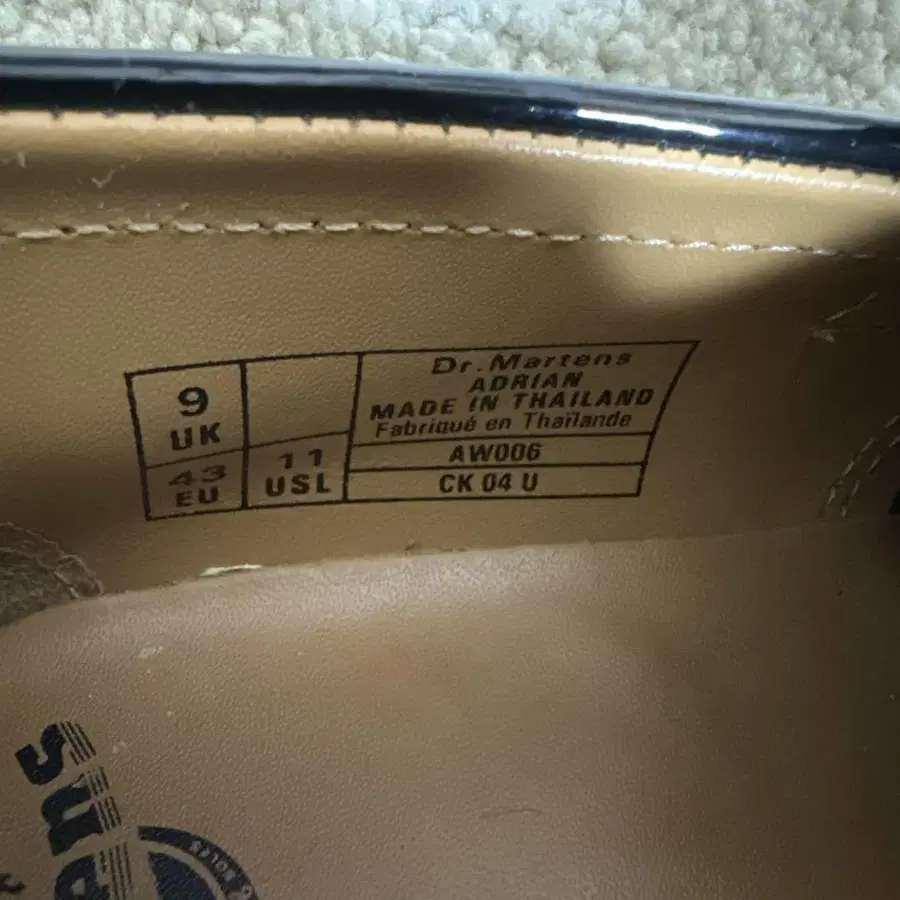 9
UK
43
EU
11
USL
Dr.Martens
ADRIAN
MADE IN THAILAND
Fabriqué en Thaïlande
AW006
CK 04 U